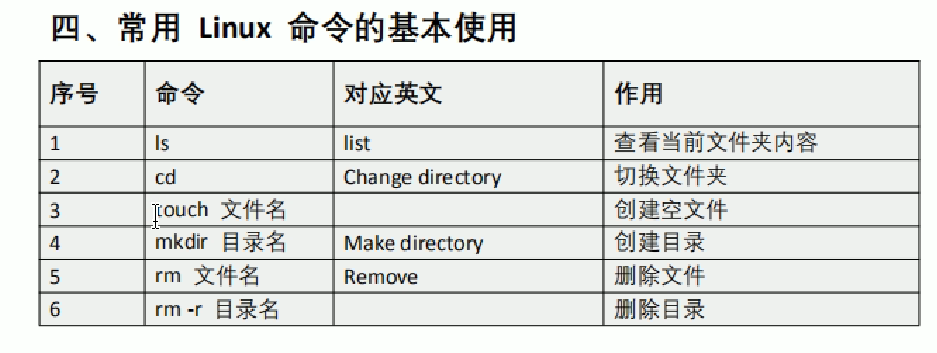 四、常用 Linux 命令的基本使用
序号 命令 对应英文 作用
1 ls list 查看当前文件夹内容
2 cd Change directory 切换文件夹
3 touch 文件名 创建空文件
4 mkdir 目录名 Make directory 创建目录
5 rm 文件名 Remove 删除文件
6 rm -r 目录名 删除目录